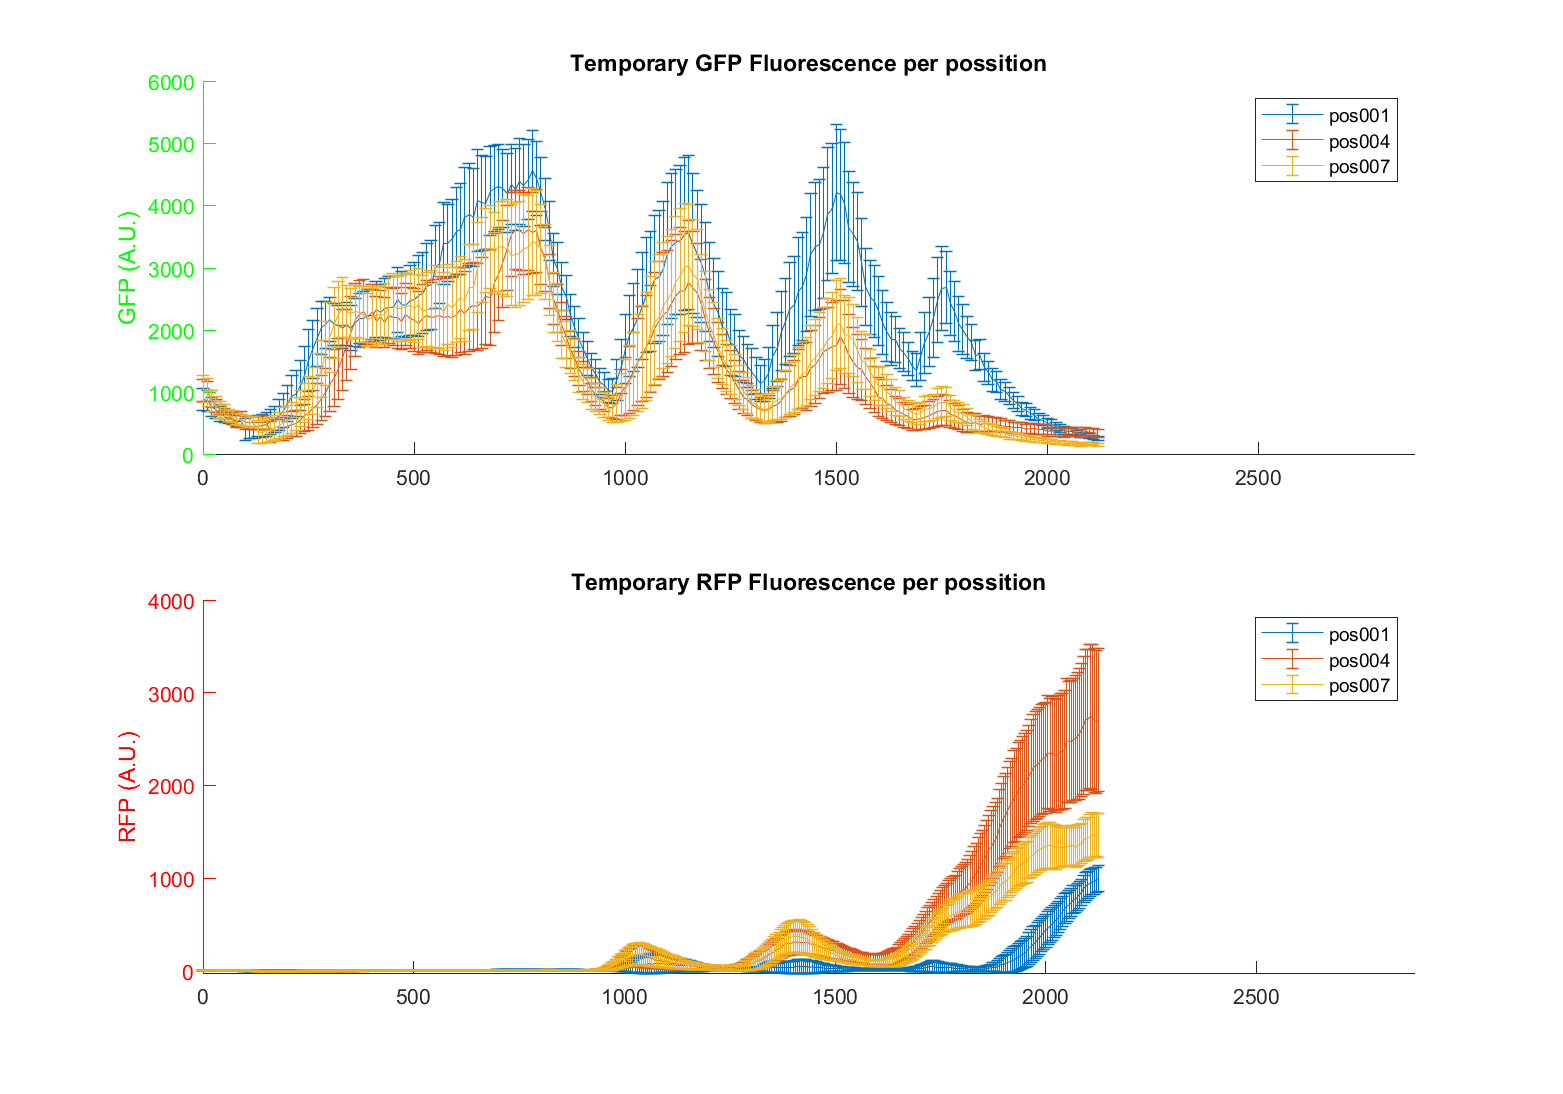 Temporary GFP Fluorescence per possition
GFP (A.U.)
6000
5000
4000
3000
2000
1000
0
0 500 1000 1500 2000 2500
pos001
pos004
pos007
Temporary RFP Fluorescence per possition
RFP (A.U.)
4000
3000
2000
1000
0
0 500 1000 1500 2000 2500
pos001
pos004
pos007